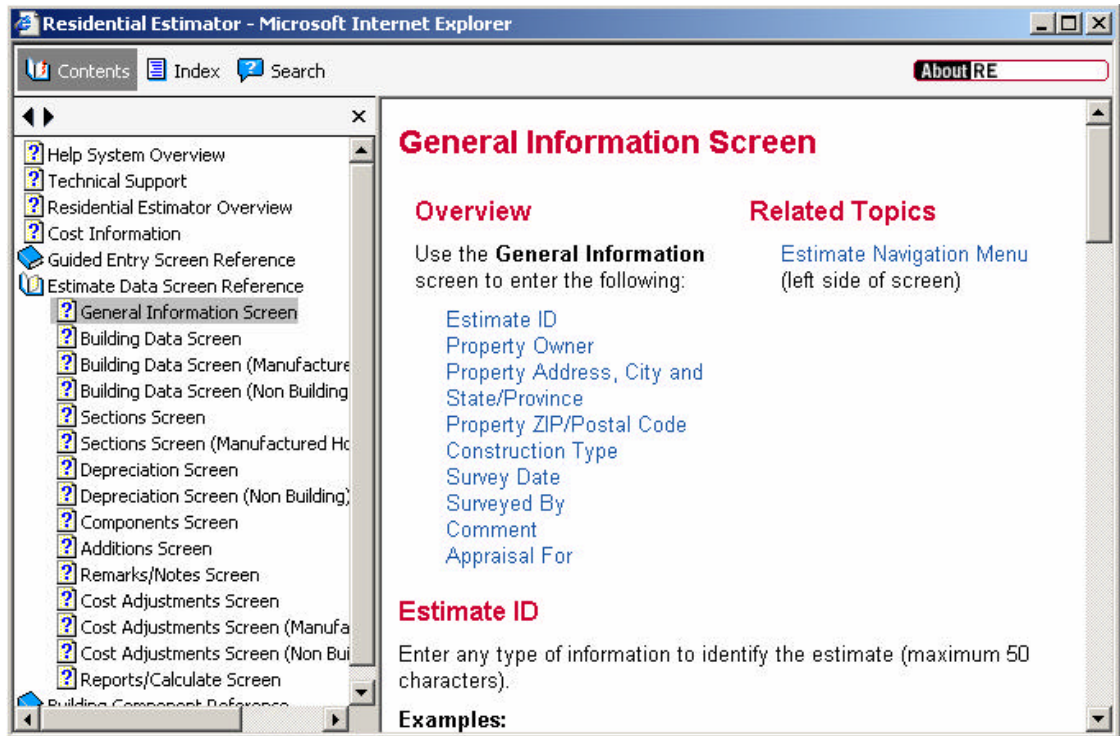 Residential Estimator - Microsoft Internet Explorer
Contents Index Search
About RE
Help System Overview
Technical Support
Residential Estimator Overview
Cost Information
Guided Entry Screen Reference
Estimate Data Screen Reference
General Information Screen
Building Data Screen
Building Data Screen (Manufacture
Building Data Screen (Non Building
Sections Screen
Sections Screen (Manufactured Ho
Depreciation Screen
Depreciation Screen (Non Building)
Components Screen
Additions Screen
Remarks/Notes Screen
Cost Adjustments Screen
Cost Adjustments Screen (Manufa
Cost Adjustments Screen (Non Bui
Reports/Calculate Screen
Building Component Reference
General Information Screen
Overview
Use the General Information
screen to enter the following:
Estimate ID
Property Owner
Property Address, City and
State/Province
Property ZIP/Postal Code
Construction Type
Survey Date
Surveyed By
Comment
Appraisal For
Related Topics
Estimate Navigation Menu
(left side of screen)
Estimate ID
Enter any type of information to identify the estimate (maximum 50
characters).
Examples: